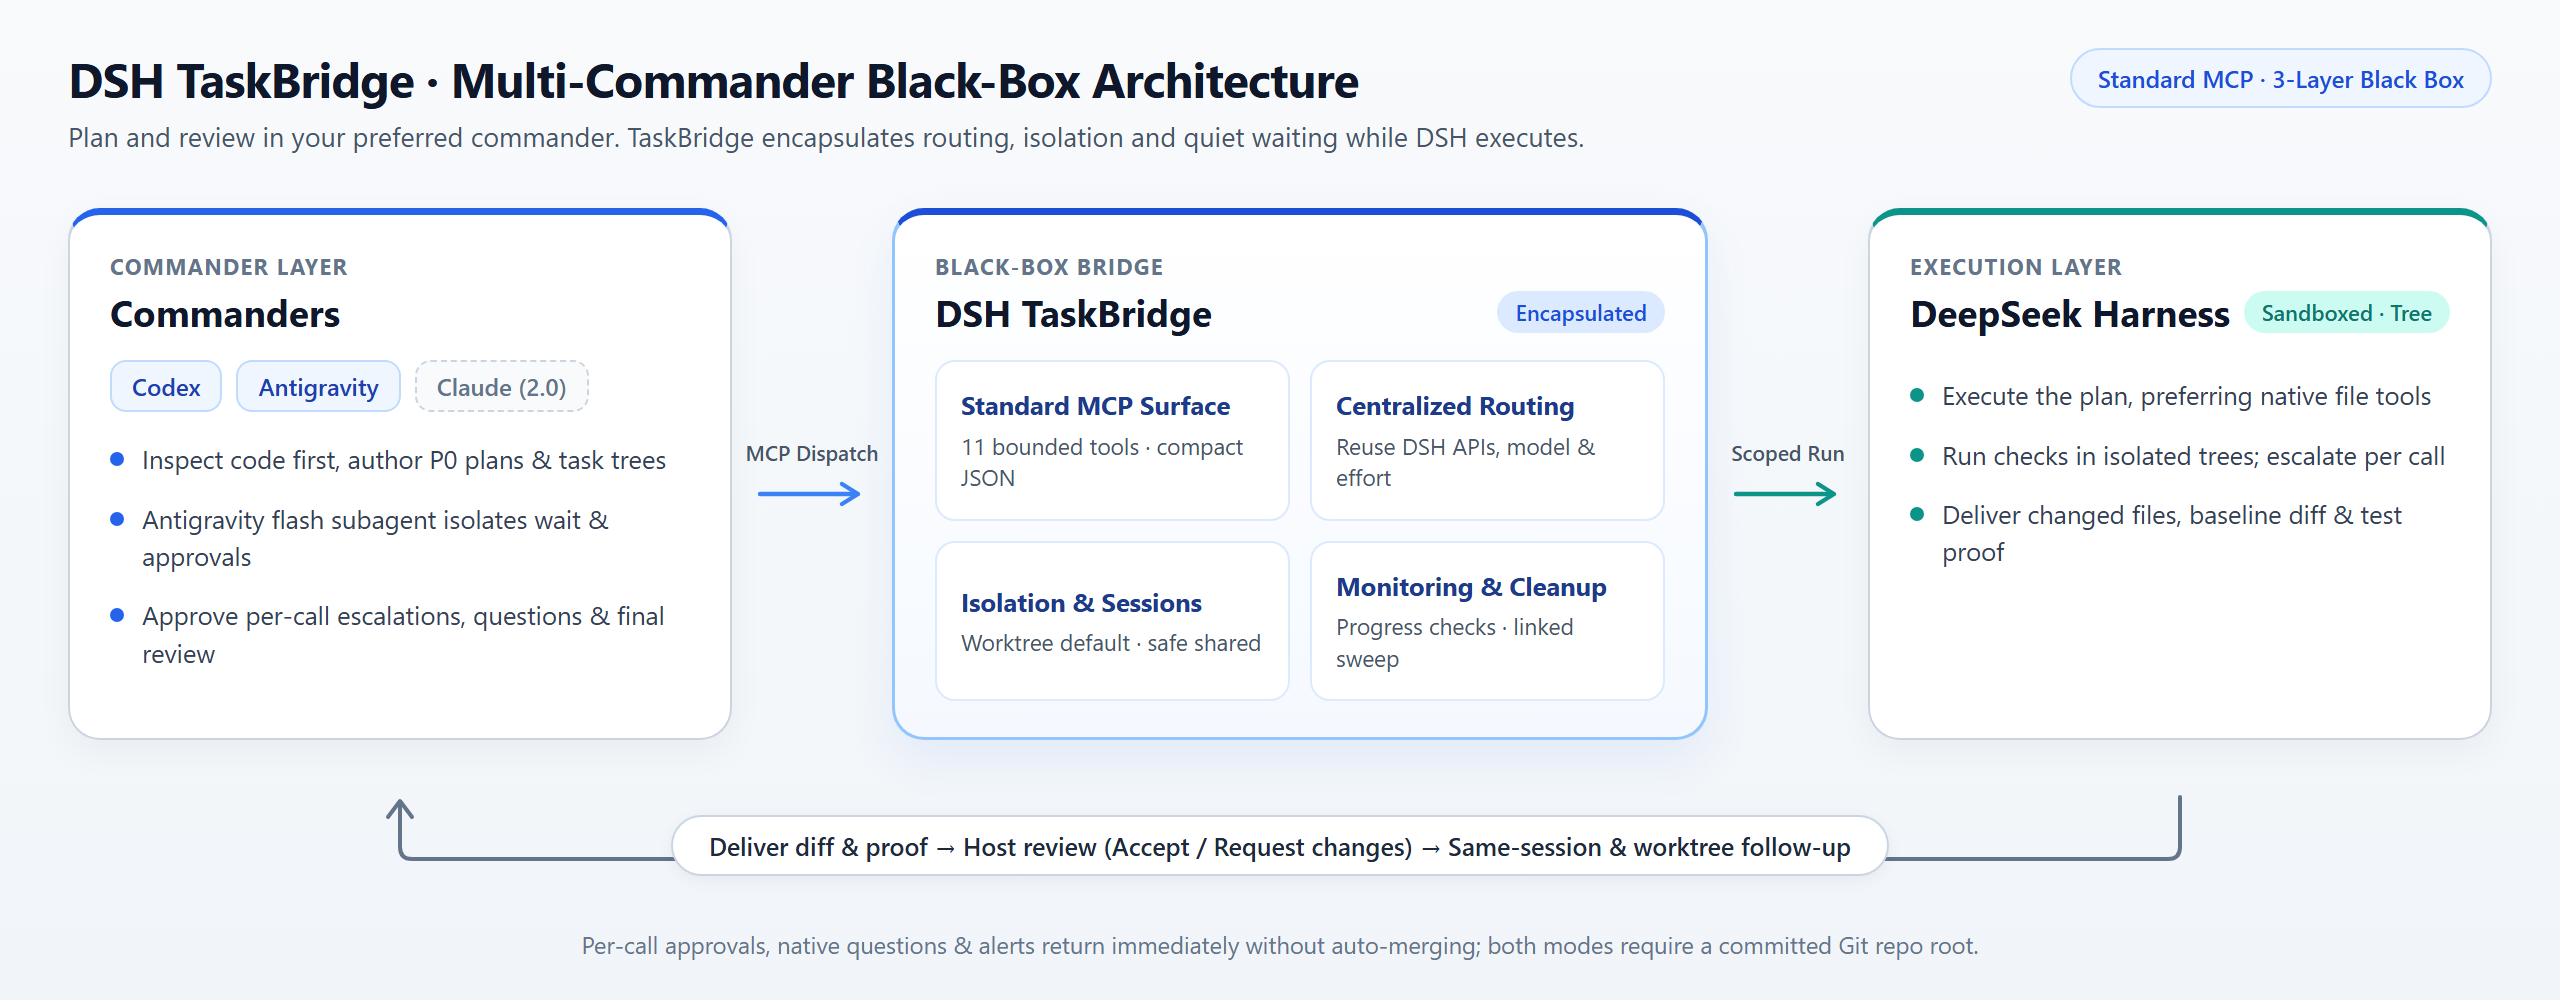 DSH TaskBridge · Multi-Commander Black-Box Architecture
Standard MCP · 3-Layer Black Box
Plan and review in your preferred commander. TaskBridge encapsulates routing, isolation and quiet waiting while DSH executes.
COMMANDER LAYER
Commanders
Codex
Antigravity
Claude (2.0)
Inspect code first, author P0 plans & task trees
Antigravity flash subagent isolates wait &
approvals
Approve per-call escalations, questions & final
review
MCP Dispatch
BLACK-BOX BRIDGE
DSH TaskBridge
Encapsulated
Standard MCP Surface
11 bounded tools · compact
JSON
Centralized Routing
Reuse DSH APIs, model &
effort
Isolation & Sessions
Worktree default · safe shared
Monitoring & Cleanup
Progress checks · linked
sweep
Scoped Run
EXECUTION LAYER
DeepSeek Harness
Sandboxed · Tree
Execute the plan, preferring native file tools
Run checks in isolated trees; escalate per call
Deliver changed files, baseline diff & test
proof
Deliver diff & proof → Host review (Accept / Request changes) → Same-session & worktree follow-up
Per-call approvals, native questions & alerts return immediately without auto-merging; both modes require a committed Git repo root.